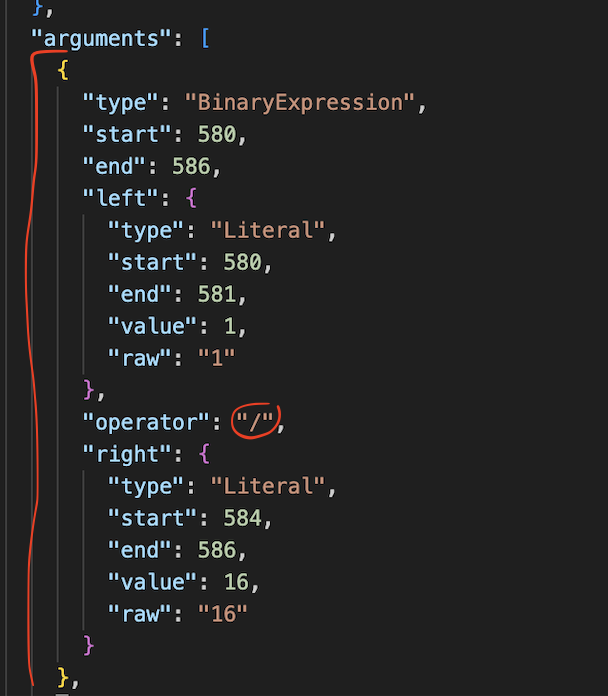 },
"arguments": [
{
"type": "BinaryExpression",
"start": 580,
"end": 586,
"left": {
"type": "Literal",
"start": 580,
"end": 581,
"value": 1,
"raw": "1"
},
"operator": "/",
"right": {
"type": "Literal",
"start": 584,
"end": 586,
"value": 16,
"raw": "16"
}
},